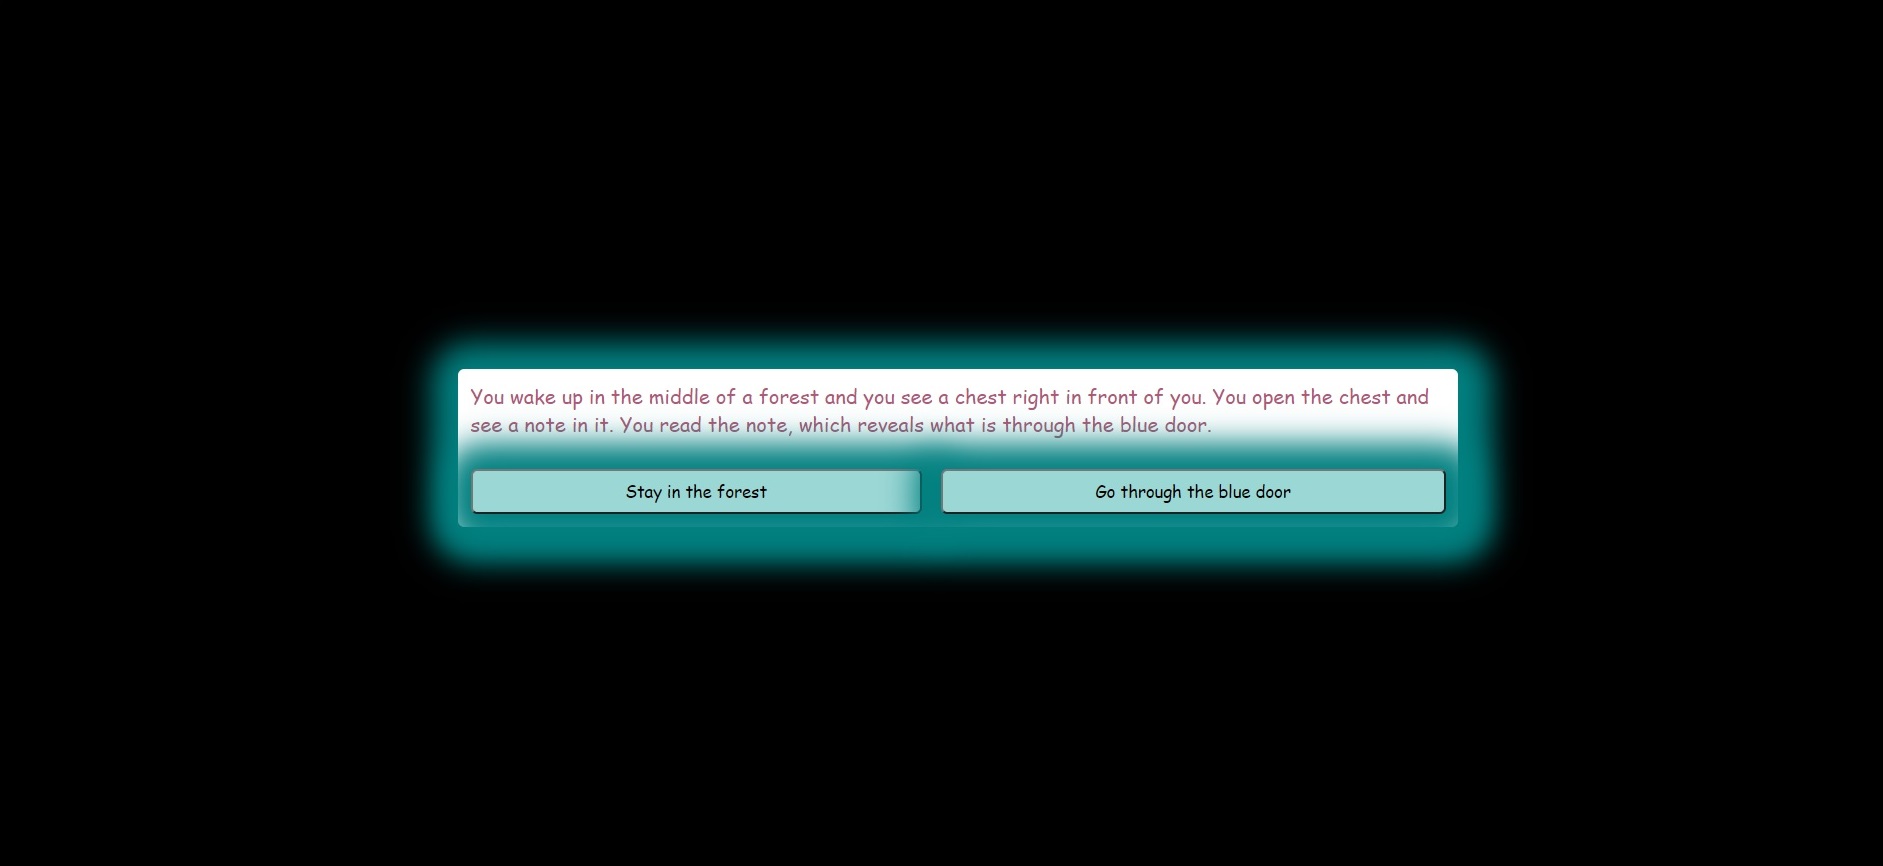 You wake up in the middle of a forest and you see a chest right in front of you. You open the chest and
see a note in it. You read the note, which reveals what is through the blue door.
Stay in the forest
Go through the blue door